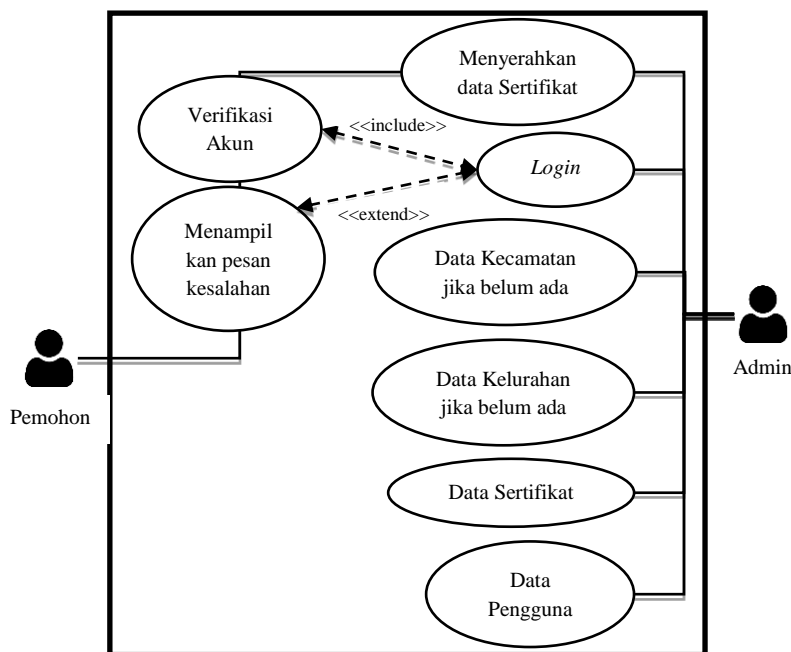 Menyerahkan
data Sertifikat
Verifikasi
Akun
<<include>>
Login
<<extend>>
Menampil
kan pesan
kesalahan
Data Kecamatan
jika belum ada
Admin
Pemohon
Data Kelurahan
jika belum ada
Data Sertifikat
Data
Pengguna